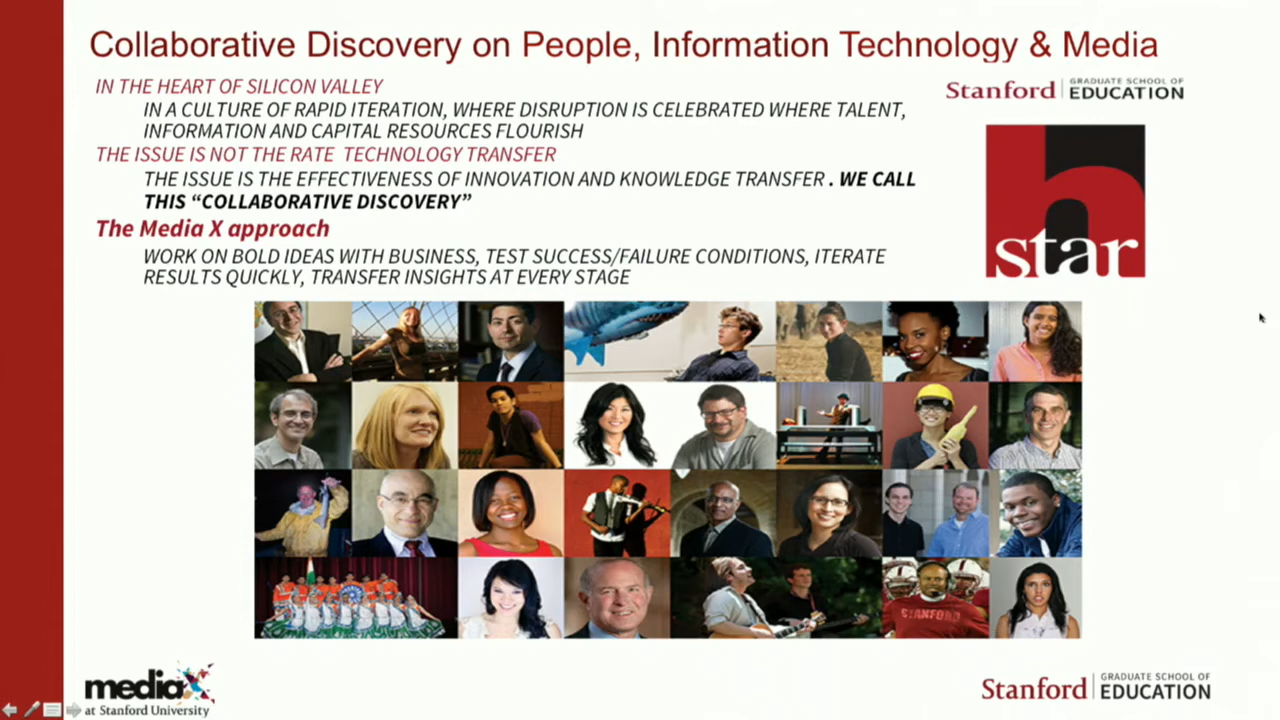 Collaborative Discovery on People, Information Technology & Media
IN THE HEART OF SILICON VALLEY
IN A CULTURE OF RAPID ITERATION, WHERE DISRUPTION IS CELEBRATED WHERE TALENT,
INFORMATION AND CAPITAL RESOURCES FLOURISH
THE ISSUE IS NOT THE RATE TECHNOLOGY TRANSFER
THE ISSUE IS THE EFFECTIVENESS OF INNOVATION AND KNOWLEDGE TRANSFER . WE CALL
THIS “COLLABORATIVE DISCOVERY”
The Media X approach
WORK ON BOLD IDEAS WITH BUSINESS, TEST SUCCESS/FAILURE CONDITIONS, ITERATE
RESULTS QUICKLY, TRANSFER INSIGHTS AT EVERY STAGE
Stanford | GRADUATE SCHOOL OF
EDUCATION
h
star
STANFORD
mediaX
at Stanford University
Stanford | GRADUATE SCHOOL OF
EDUCATION